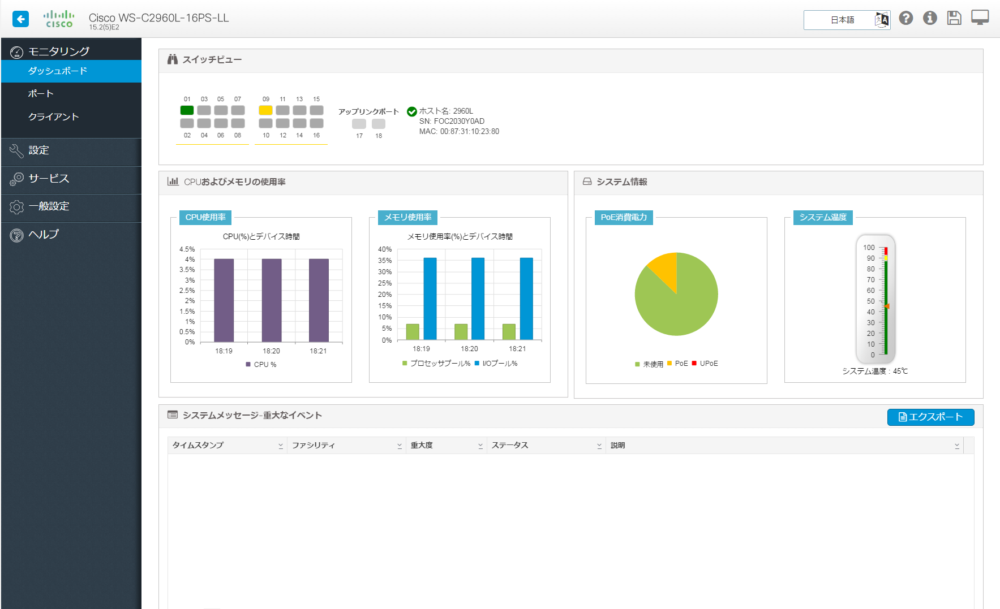 CISCO
Cisco WS-C2960L-16PS-LL
15.2(5)E2
日本語
モニタリング
ダッシュボード
ポート
クライアント
設定
サービス
一般設定
ヘルプ
スイッチビュー
01 03 05 07 09 11 13 15
02 04 06 08 10 12 14 16
アップリンクポート
17 18
ホスト名: 2960L
SN: FOC2030Y0AD
MAC: 00:87:31:10:23:80
CPUおよびメモリの使用率
CPU使用率
CPU(%)とデバイス時間
4.5%
4%
3.5%
3%
2.5%
2%
1.5%
1%
0.5%
0%
18:19 18:20 18:21
CPU %
メモリ使用率
メモリ使用率(%)とデバイス時間
40%
35%
30%
25%
20%
15%
10%
5%
0%
18:19 18:20 18:21
プロセッサプール% I/Oプール%
システム情報
PoE消費電力
未使用 PoE UPoE
システム温度
100
90
80
70
60
50
40
30
20
10
0
システム温度 : 45℃
システムメッセージ-重大なイベント
エクスポート
タイムスタンプ ファシリティ 重大度 ステータス 説明